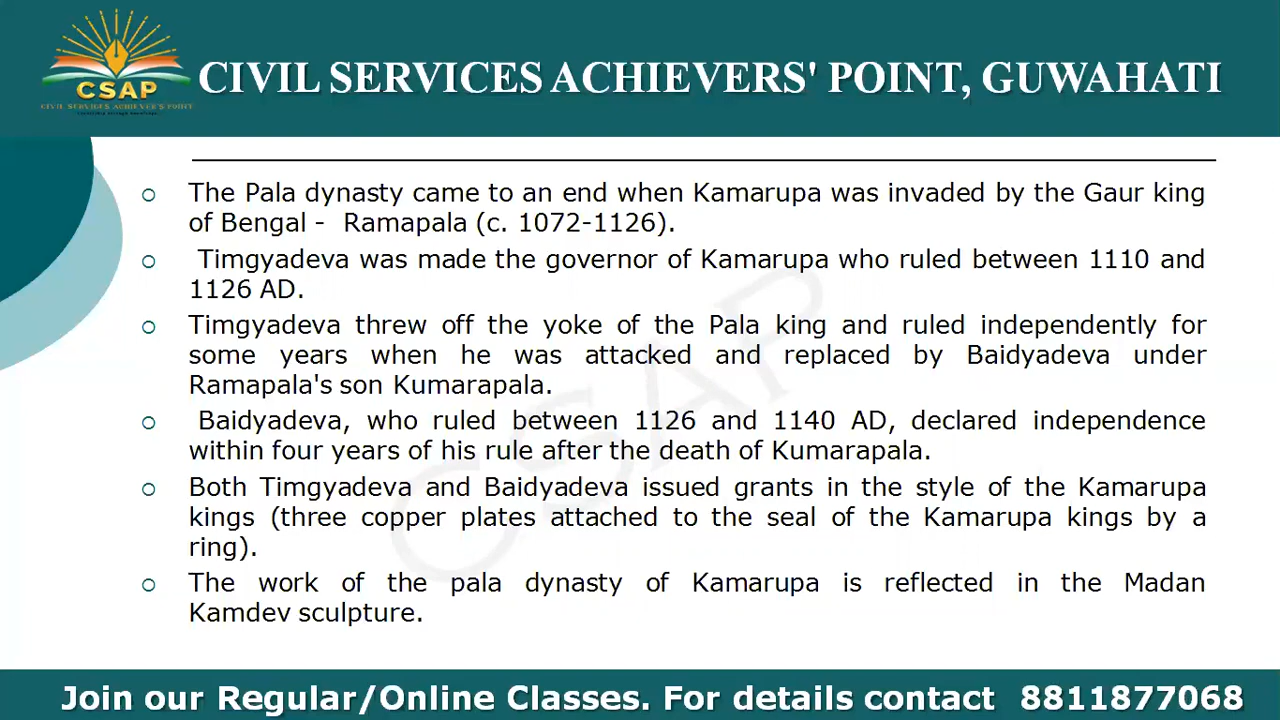 CIVIL SERVICES ACHIEVERS' POINT, GUWAHATI
CSAP
CIVIL SERVICES ACHIEVER'S POINT
The Pala dynasty came to an end when Kamarupa was invaded by the Gaur king
of Bengal - Ramapala (c. 1072-1126).
Timgyadeva was made the governor of Kamarupa who ruled between 1110 and
1126 AD.
Timgyadeva threw off the yoke of the Pala king and ruled independently for
some years when he was attacked and replaced by Baidyadeva under
Ramapala's son Kumarapala.
Baidyadeva, who ruled between 1126 and 1140 AD, declared independence
within four years of his rule after the death of Kumarapala.
Both Timgyadeva and Baidyadeva issued grants in the style of the Kamarupa
kings (three copper plates attached to the seal of the Kamarupa kings by a
ring).
The work of the pala dynasty of Kamarupa is reflected in the Madan
Kamdev sculpture.
CSAP
Join our Regular/Online Classes. For details contact 8811877068